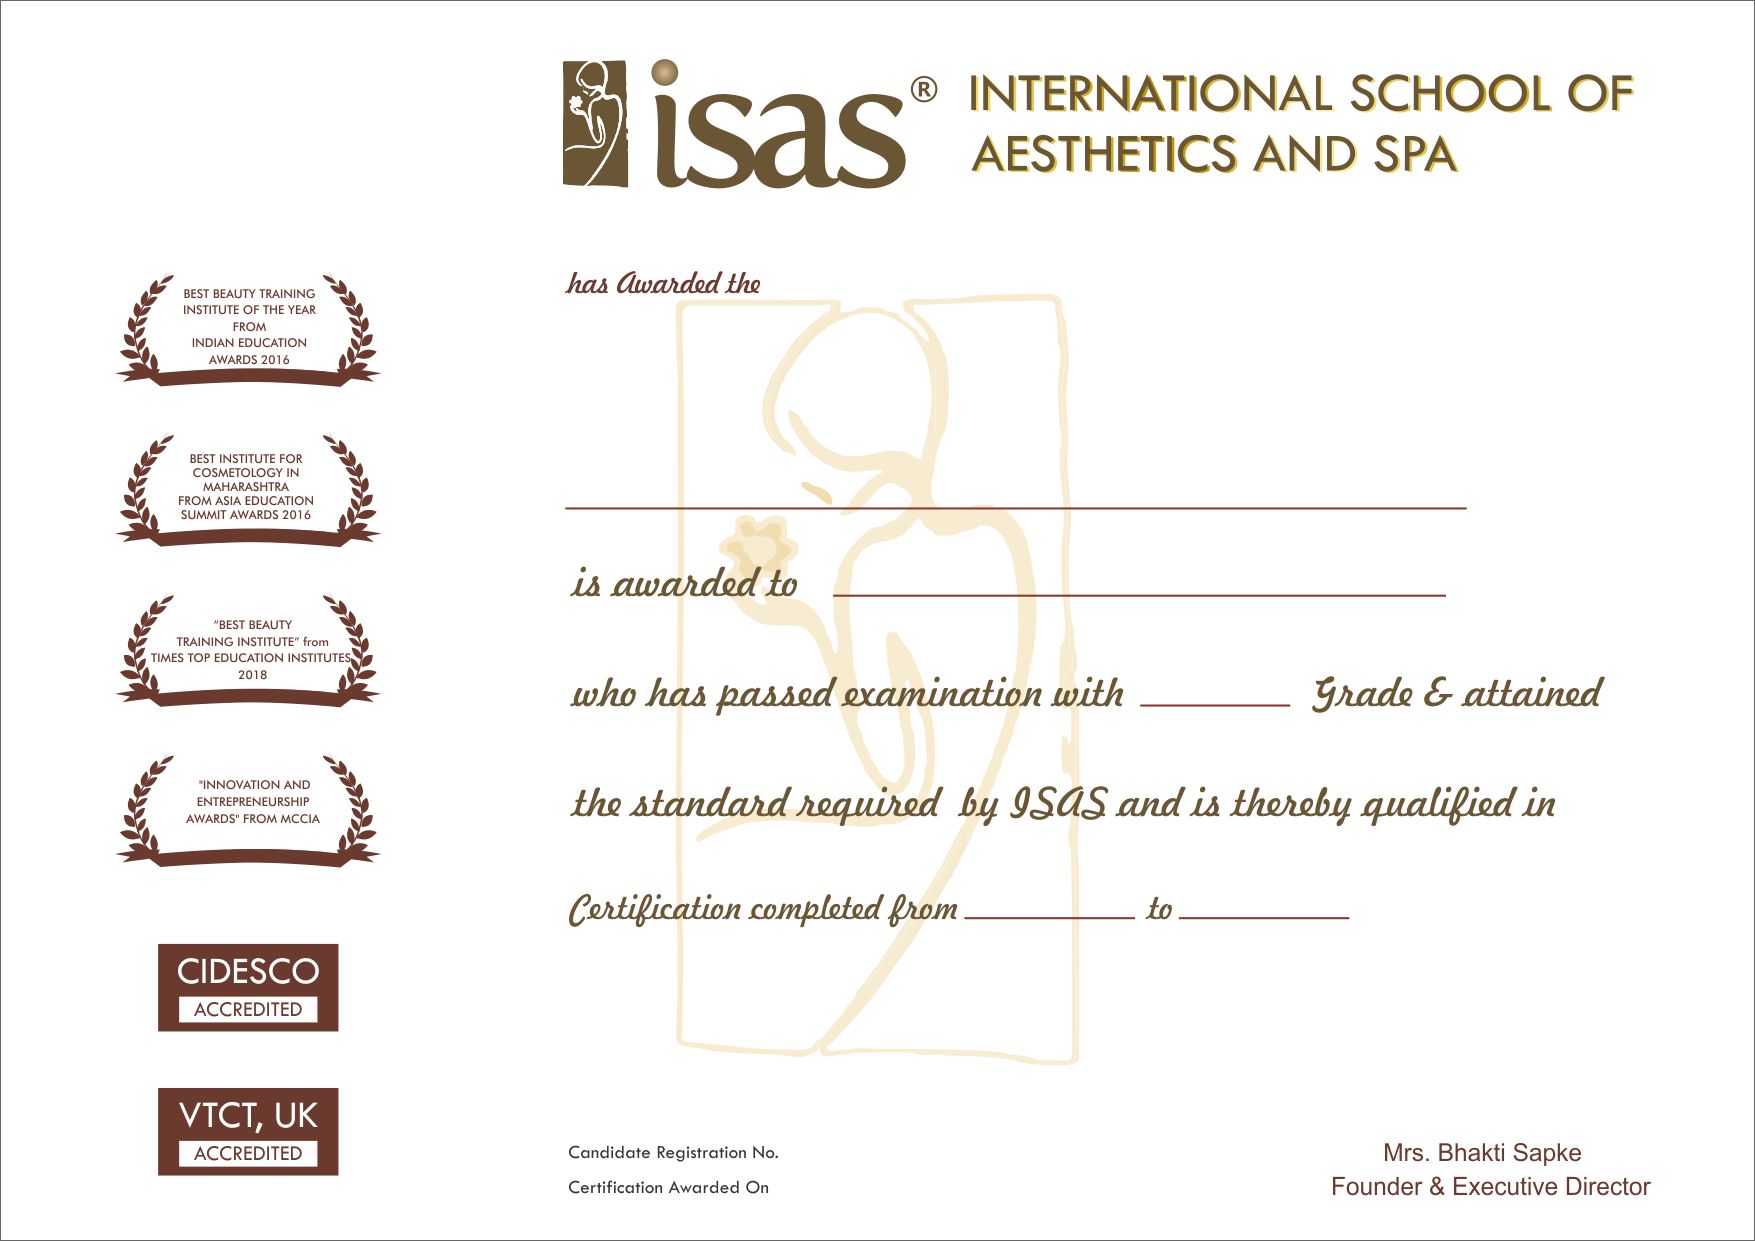 isas®
INTERNATIONAL SCHOOL OF
AESTHETICS AND SPA
has Awarded the
is awarded to
who has passed examination with Grade & attained
the standard required by ISAS and is thereby qualified in
Certification completed from to
BEST BEAUTY TRAINING
INSTITUTE OF THE YEAR
FROM
INDIAN EDUCATION
AWARDS 2016
BEST INSTITUTE FOR
COSMETOLOGY IN
MAHARASHTRA
FROM ASIA EDUCATION
SUMMIT AWARDS 2016
“BEST BEAUTY
TRAINING INSTITUTE” from
TIMES TOP EDUCATION INSTITUTES
2018
"INNOVATION AND
ENTREPRENEURSHIP
AWARDS" FROM MCCIA
CIDESCO
ACCREDITED
VTCT, UK
ACCREDITED
Candidate Registration No.
Certification Awarded On
Mrs. Bhakti Sapke
Founder & Executive Director